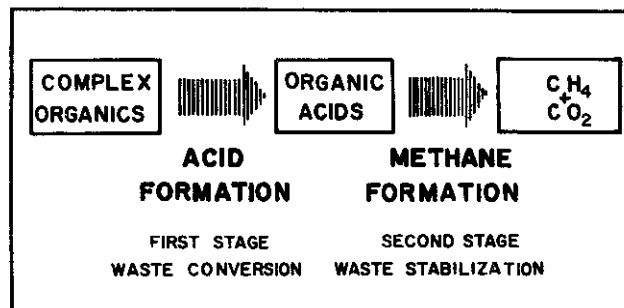 COMPLEX
ORGANICS
ORGANIC
ACIDS
CH4
+
CO2
ACID
FORMATION
METHANE
FORMATION
FIRST STAGE
WASTE CONVERSION
SECOND STAGE
WASTE STABILIZATION